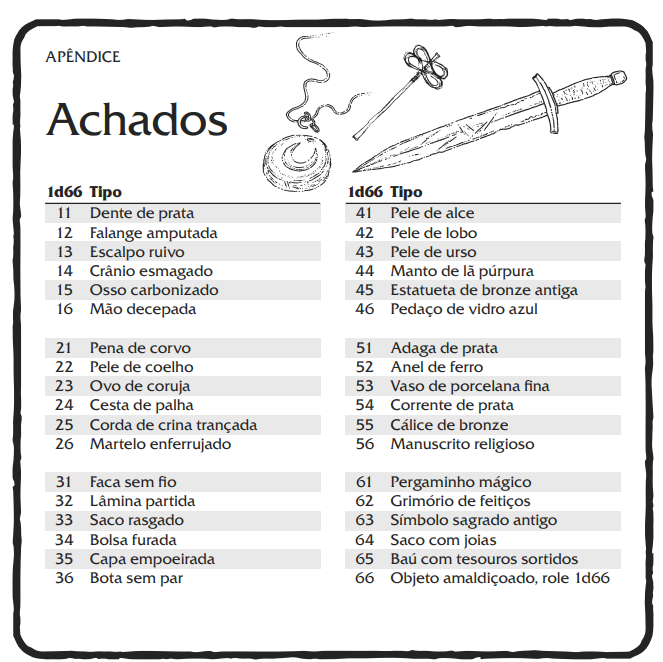 APÊNDICE
Achados
1d66 Tipo
11 Dente de prata
12 Falange amputada
13 Escalpo ruivo
14 Crânio esmagado
15 Osso carbonizado
16 Mão decepada
21 Pena de corvo
22 Pele de coelho
23 Ovo de coruja
24 Cesta de palha
25 Corda de crina trançada
26 Martelo enferrujado
31 Faca sem fio
32 Lâmina partida
33 Saco rasgado
34 Bolsa furada
35 Capa empoeirada
36 Bota sem par
1d66 Tipo
41 Pele de alce
42 Pele de lobo
43 Pele de urso
44 Manto de lã púrpura
45 Estatueta de bronze antiga
46 Pedaço de vidro azul
51 Adaga de prata
52 Anel de ferro
53 Vaso de porcelana fina
54 Corrente de prata
55 Cálice de bronze
56 Manuscrito religioso
61 Pergaminho mágico
62 Grimório de feitiços
63 Símbolo sagrado antigo
64 Saco com joias
65 Baú com tesouros sortidos
66 Objeto amaldiçoado, role 1d66